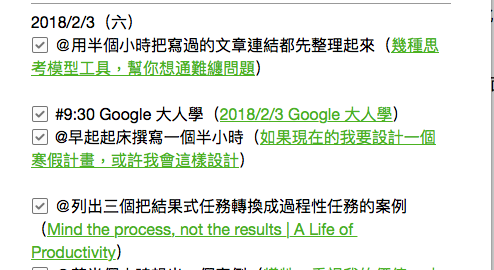 2018/2/3（六）
@用半個小時把寫過的文章連結都先整理起來（幾種思
考模型工具，幫你想通難纏問題）
#9:30 Google 大人學（2018/2/3 Google 大人學）
@早起起床撰寫一個半小時（如果現在的我要設計一個
寒假計畫，或許我會這樣設計）
@列出三個把結果式任務轉換成過程性任務的案例
（Mind the process, not the results | A Life of
Productivity）